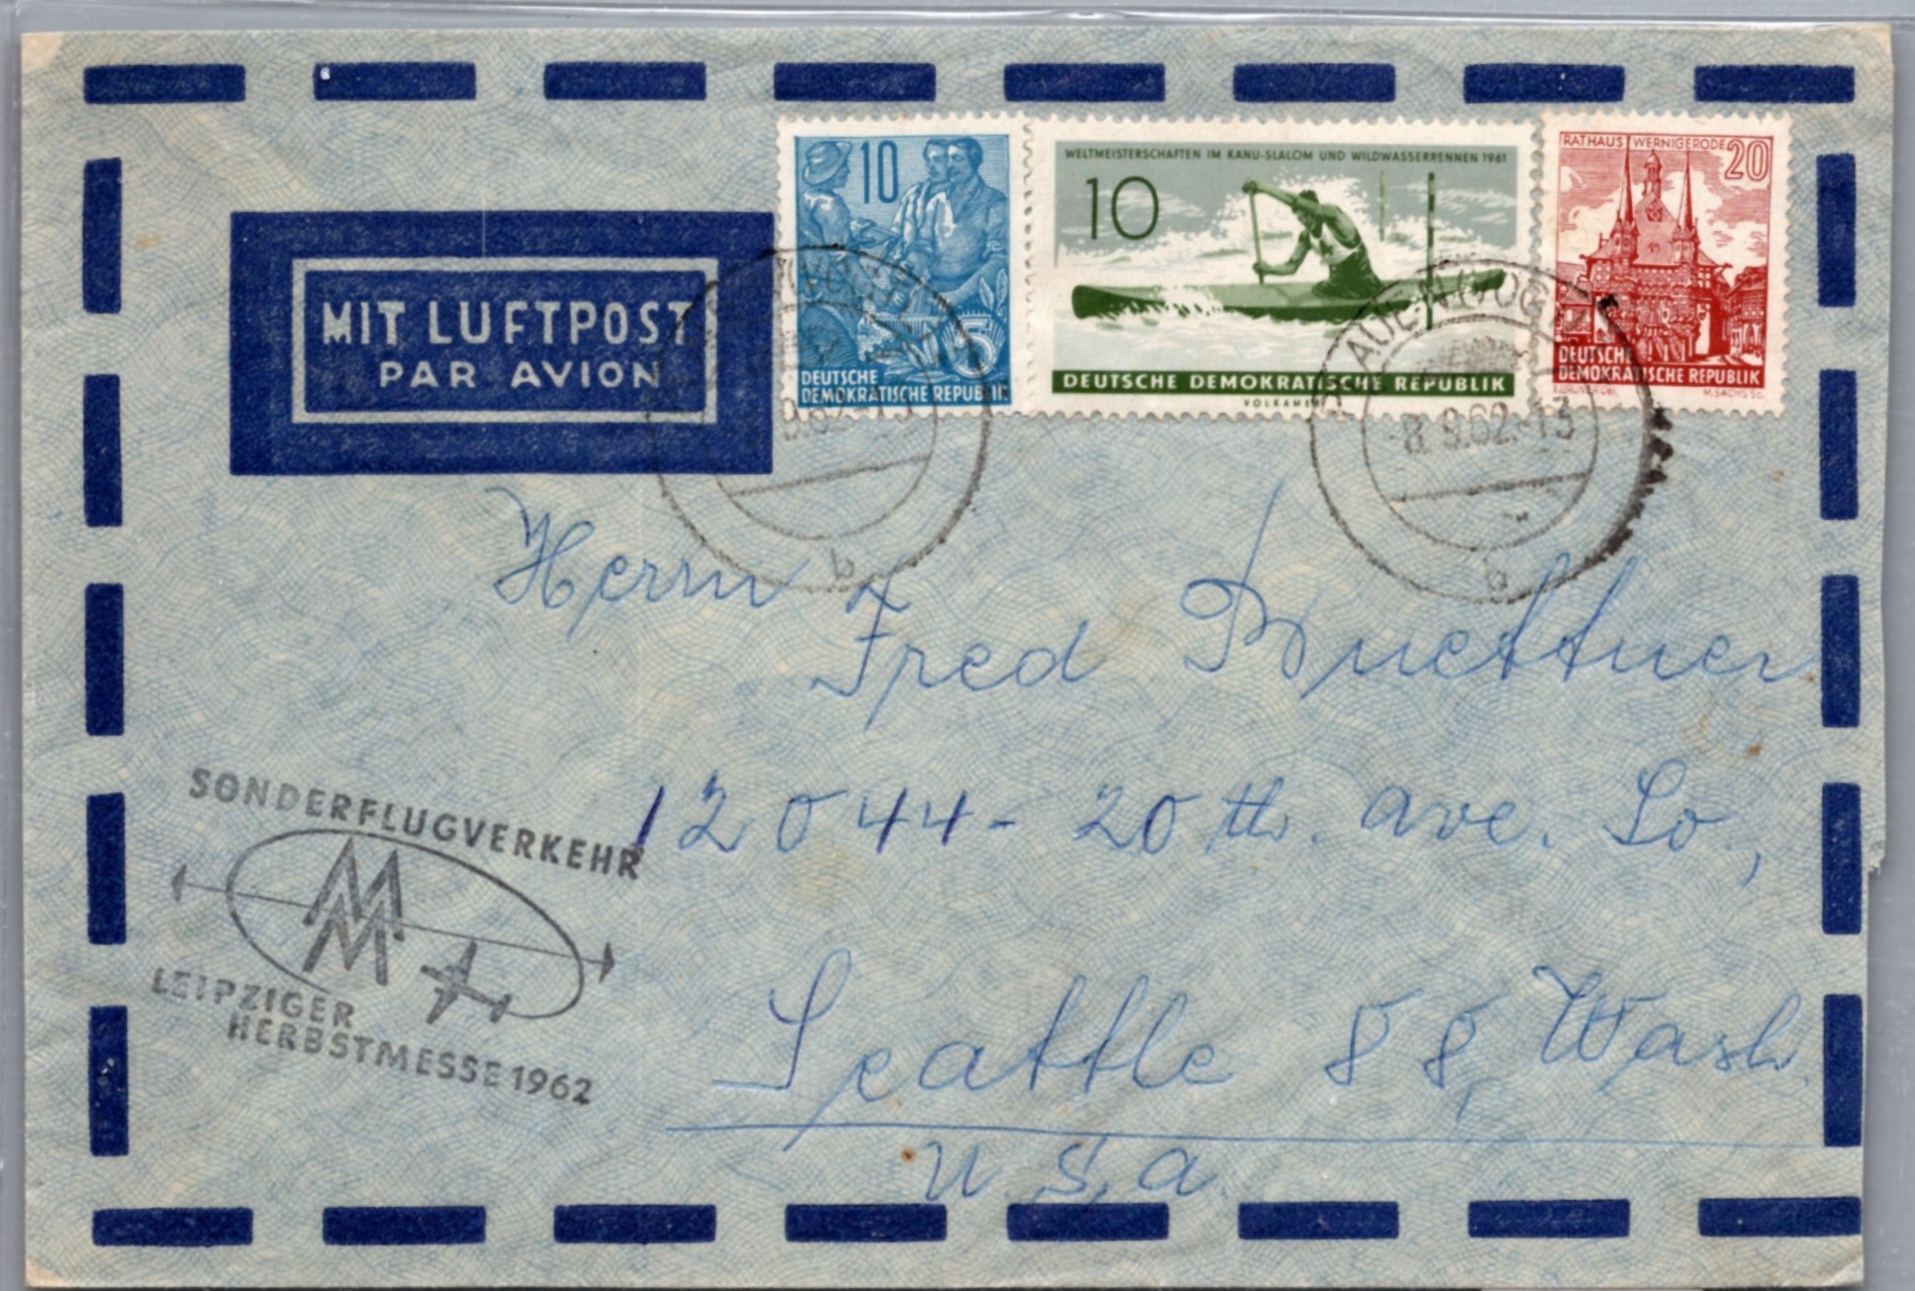 10
DEUTSCHE
DEMOKRATISCHE REPUBLIK
WELTMEISTERSCHAFTEN IM KANU-SLALOM UND WILDWASSERRENNEN 1961
10
DEUTSCHE DEMOKRATISCHE REPUBLIK
VOLKAMER
RATHAUS WERNIGERODE 20
DEUTSCHE
DEMOKRATISCHE REPUBLIK
MIT LUFTPOST
PAR AVION
8.9.62.-13
b
b
Herrn
Fred Buettner
12044-20th. ave. So.,
Seattle 88, Wash.
U.S.A.
SONDERFLUGVERKEHR
MM
LEIPZIGER
HERBSTMESSE 1962